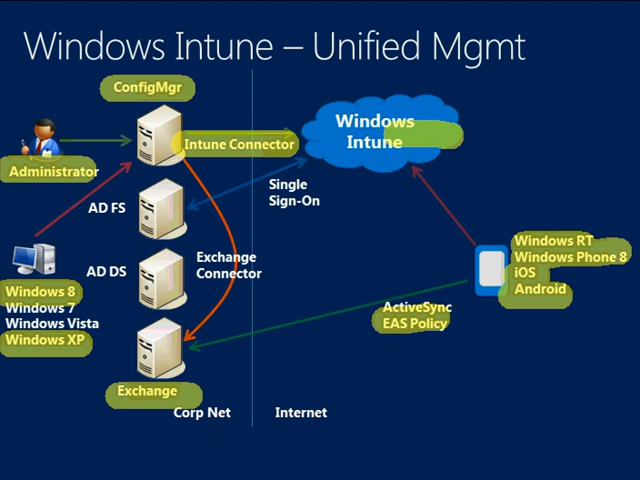 Windows Intune – Unified Mgmt
ConfigMgr
Administrator
Intune Connector
Windows
Intune
AD FS
Single
Sign-On
AD DS
Exchange
Connector
Windows RT
Windows Phone 8
iOS
Android
Windows 8
Windows 7
Windows Vista
Windows XP
ActiveSync
EAS Policy
Exchange
Corp Net
Internet